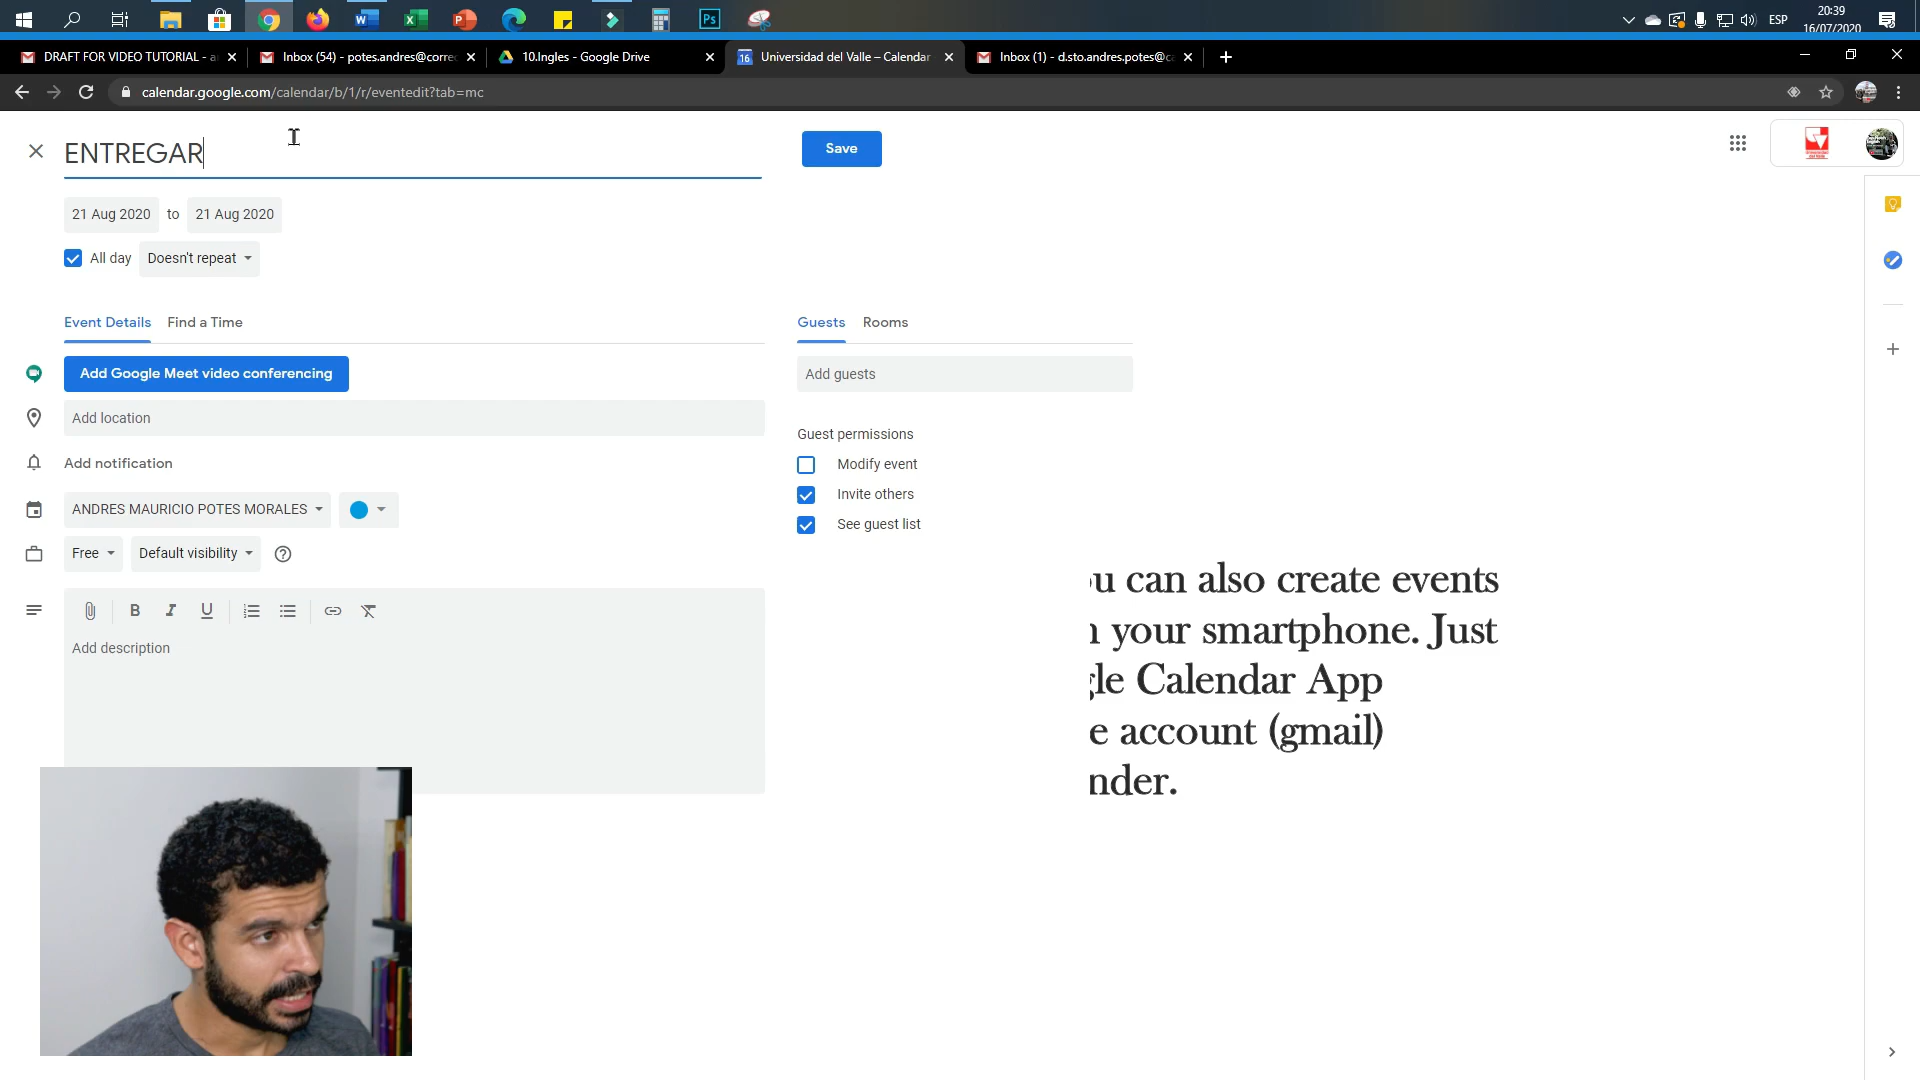 20:39
ESP
16/07/2020
DRAFT FOR VIDEO TUTORIAL - a
Inbox (54) - potes.andres@correo
10.Ingles - Google Drive
16 Universidad del Valle – Calendar
Inbox (1) - d.sto.andres.potes@ca
calendar.google.com/calendar/b/1/r/eventedit?tab=mc
ENTREGAR
Save
21 Aug 2020 to 21 Aug 2020
All day Doesn't repeat
Event Details Find a Time
Guests Rooms
Add Google Meet video conferencing
Add guests
Add location
Guest permissions
Add notification
Modify event
Invite others
ANDRES MAURICIO POTES MORALES
See guest list
Free Default visibility
B I U
Add description
u can also create events
your smartphone. Just
gle Calendar App
e account (gmail)
nder.